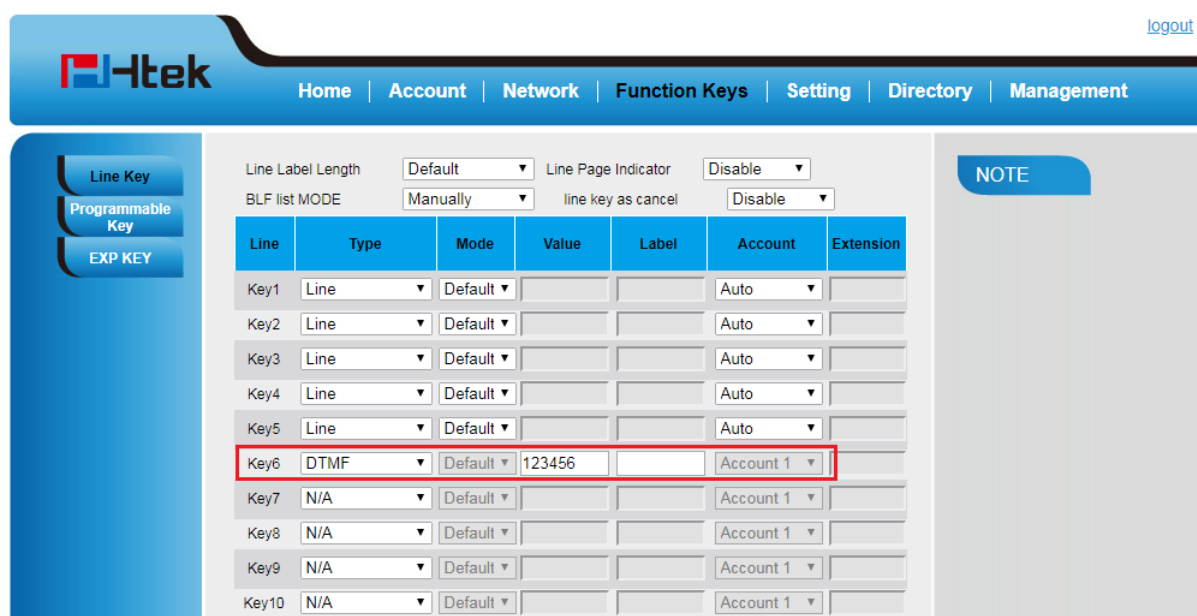 logout
Htek
Home Account Network Function Keys Setting Directory Management
Line Key
Programmable Key
EXP KEY
Line Label Length Default Line Page Indicator Disable
BLF list MODE Manually line key as cancel Disable
Line Type Mode Value Label Account Extension
Key1 Line Default Auto
Key2 Line Default Auto
Key3 Line Default Auto
Key4 Line Default Auto
Key5 Line Default Auto
Key6 DTMF Default 123456 Account 1
Key7 N/A Default Account 1
Key8 N/A Default Account 1
Key9 N/A Default Account 1
Key10 N/A Default Account 1
NOTE